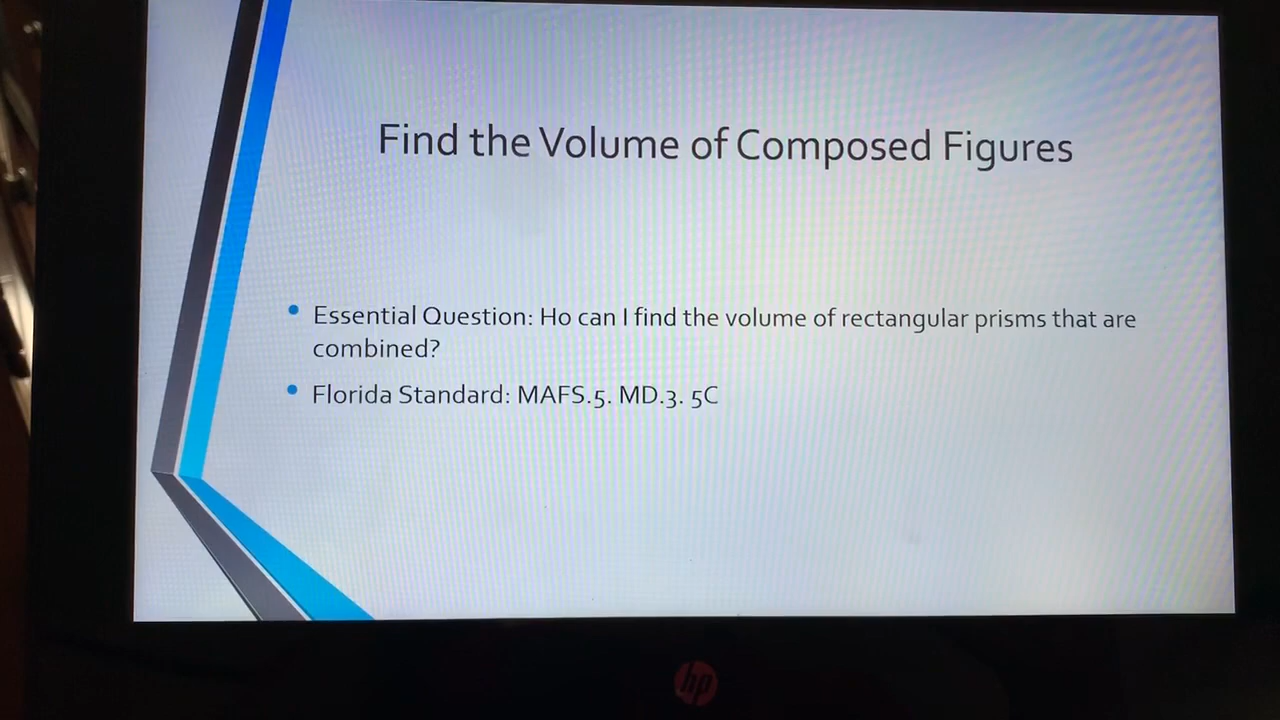 Find the Volume of Composed Figures
• Essential Question: Ho can I find the volume of rectangular prisms that are
combined?
• Florida Standard: MAFS.5. MD.3. 5C
hp